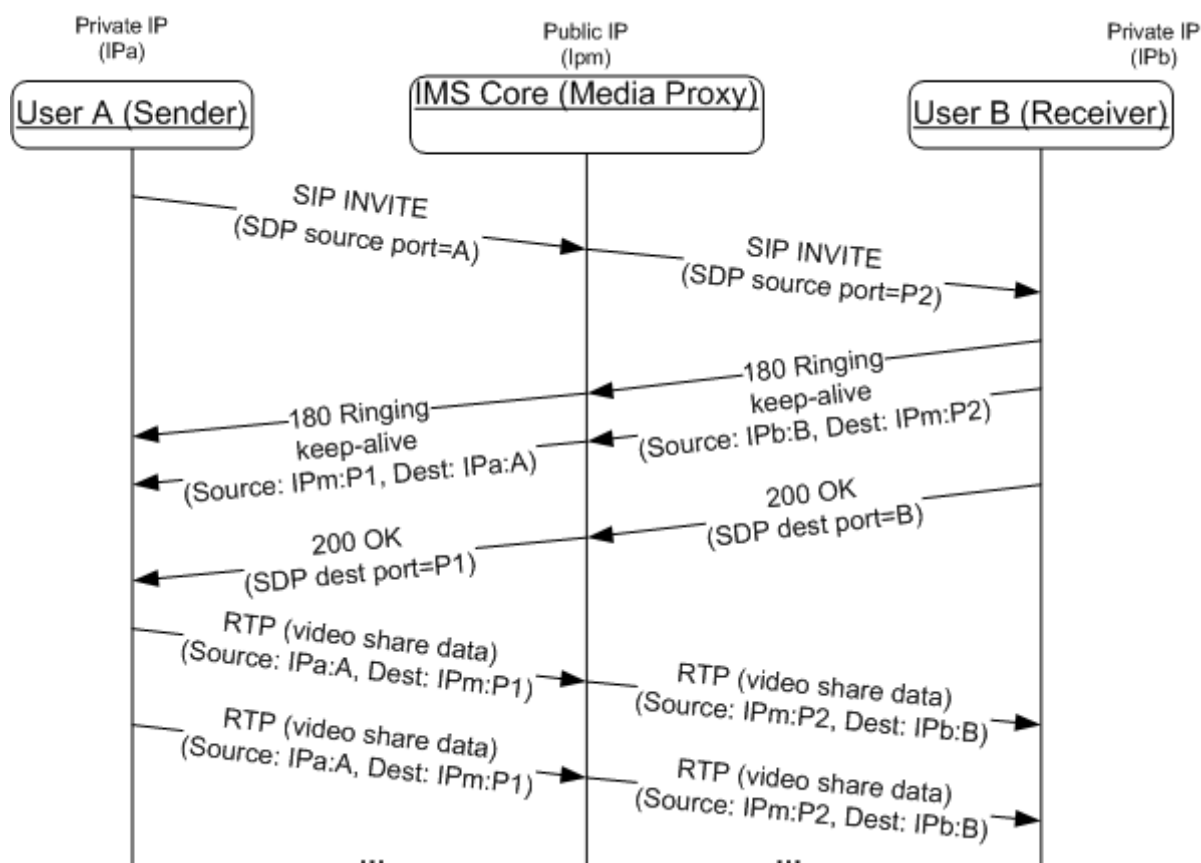 Private IP
(IPa)
Public IP
(Ipm)
Private IP
(IPb)
User A (Sender)
IMS Core (Media Proxy)
User B (Receiver)
SIP INVITE
(SDP source port=A)
SIP INVITE
(SDP source port=P2)
180 Ringing
180 Ringing
keep-alive
(Source: IPb:B, Dest: IPm:P2)
keep-alive
(Source: IPm:P1, Dest: IPa:A)
200 OK
(SDP dest port=B)
200 OK
(SDP dest port=P1)
RTP (video share data)
(Source: IPa:A, Dest: IPm:P1)
RTP (video share data)
(Source: IPm:P2, Dest: IPb:B)
RTP (video share data)
(Source: IPa:A, Dest: IPm:P1)
RTP (video share data)
(Source: IPm:P2, Dest: IPb:B)
...
...